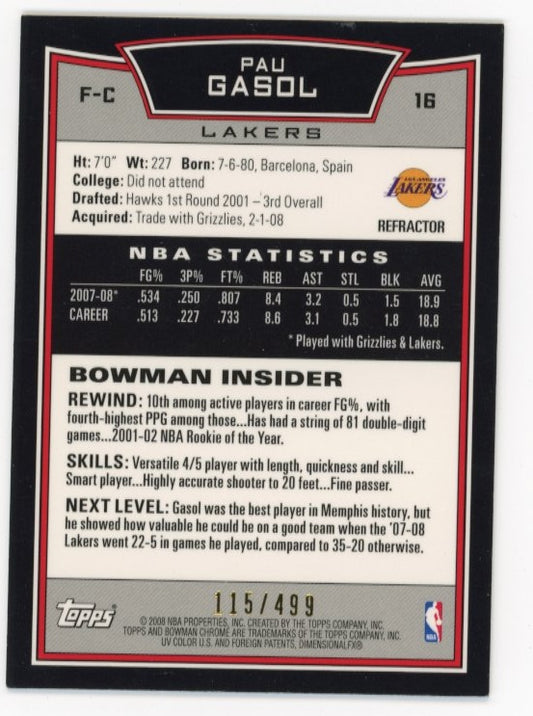 PAU
GASOL
F-C
16
LAKERS
Ht: 7'0" Wt: 227 Born: 7-6-80, Barcelona, Spain
College: Did not attend
Drafted: Hawks 1st Round 2001 – 3rd Overall
Acquired: Trade with Grizzlies, 2-1-08
LOS ANGELES
LAKERS
REFRACTOR
NBA STATISTICS
FG% 3P% FT% REB AST STL BLK AVG
2007-08* .534 .250 .807 8.4 3.2 0.5 1.5 18.9
CAREER .513 .227 .733 8.6 3.1 0.5 1.8 18.8
* Played with Grizzlies & Lakers.
BOWMAN INSIDER
REWIND: 10th among active players in career FG%, with
fourth-highest PPG among those...Has had a string of 81 double-digit
games...2001-02 NBA Rookie of the Year.
SKILLS: Versatile 4/5 player with length, quickness and skill...
Smart player...Highly accurate shooter to 20 feet...Fine passer.
NEXT LEVEL: Gasol was the best player in Memphis history, but
he showed how valuable he could be on a good team when the '07-08
Lakers went 22-5 in games he played, compared to 35-20 otherwise.
115/499
topps
© 2008 NBA PROPERTIES, INC. CREATED BY THE TOPPS COMPANY, INC.
TOPPS AND BOWMAN CHROME ARE TRADEMARKS OF THE TOPPS COMPANY, INC.
UV COLOR U.S. AND FOREIGN PATENTS, DIMENSIONALFX®
NBA